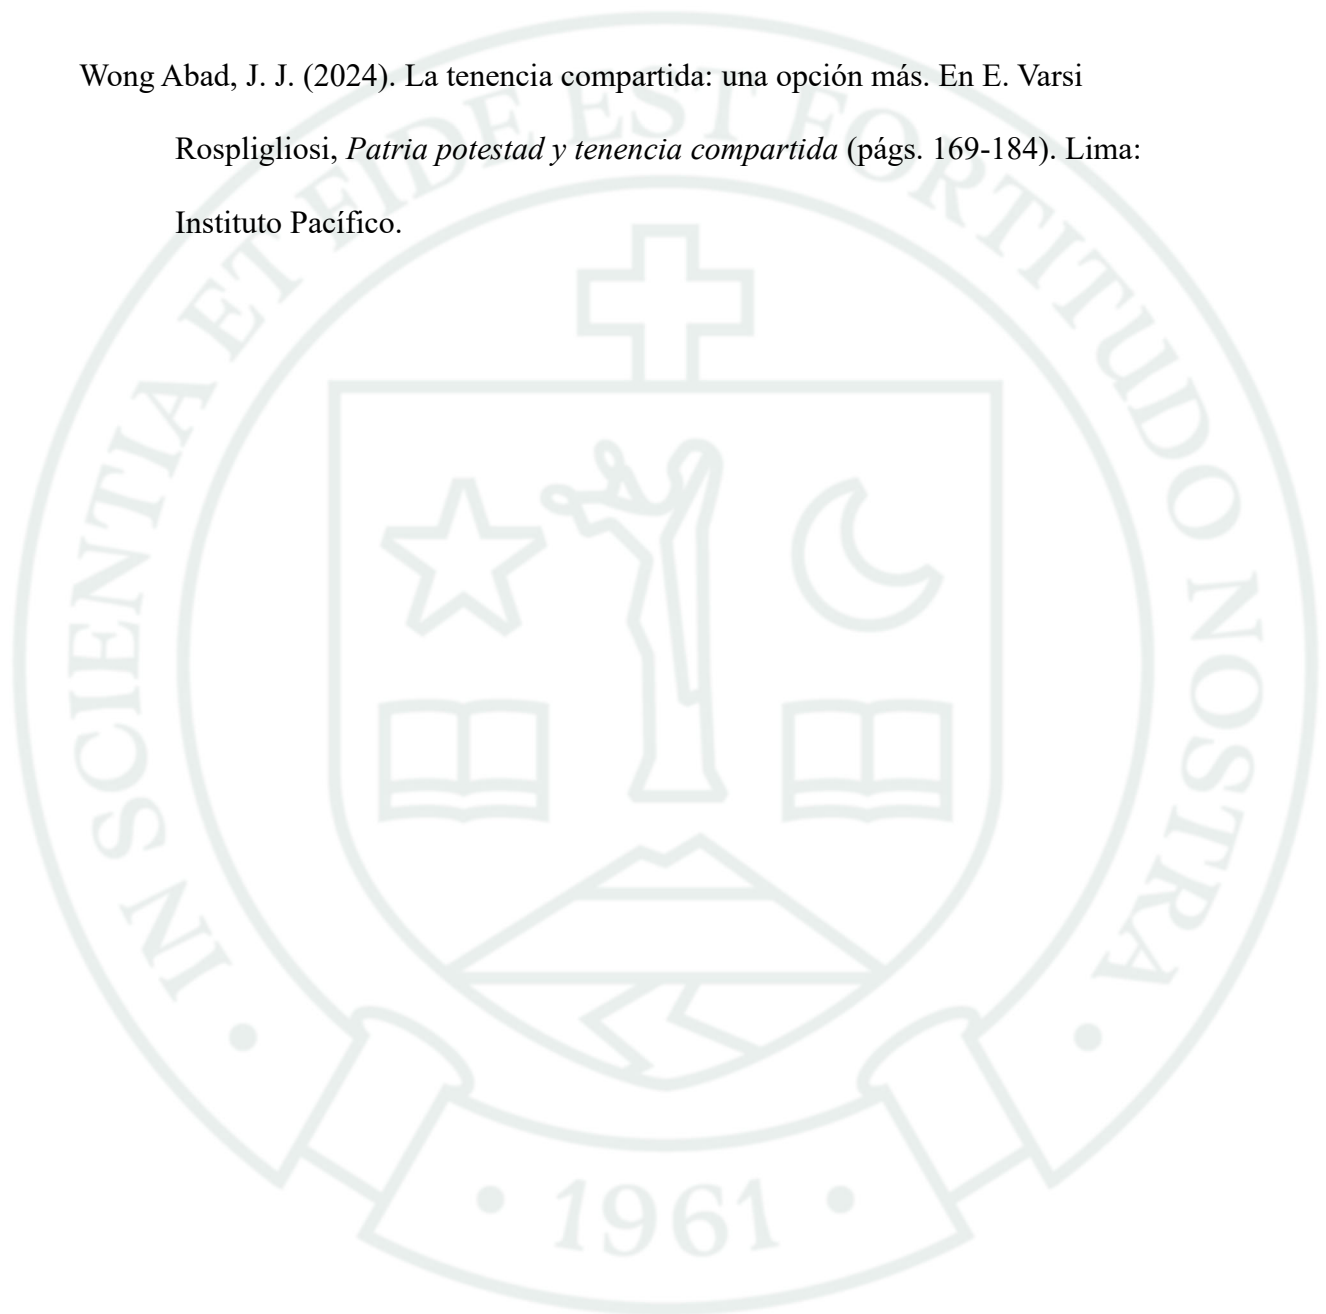 Wong Abad, J. J. (2024). La tenencia compartida: una opción más. En E. Varsi
Rospligliosi, Patria potestad y tenencia compartida (págs. 169-184). Lima:
Instituto Pacífico.
IN SCIENTIA ET FIDE EST FORTITUDO NOSTRA
• 1961 •